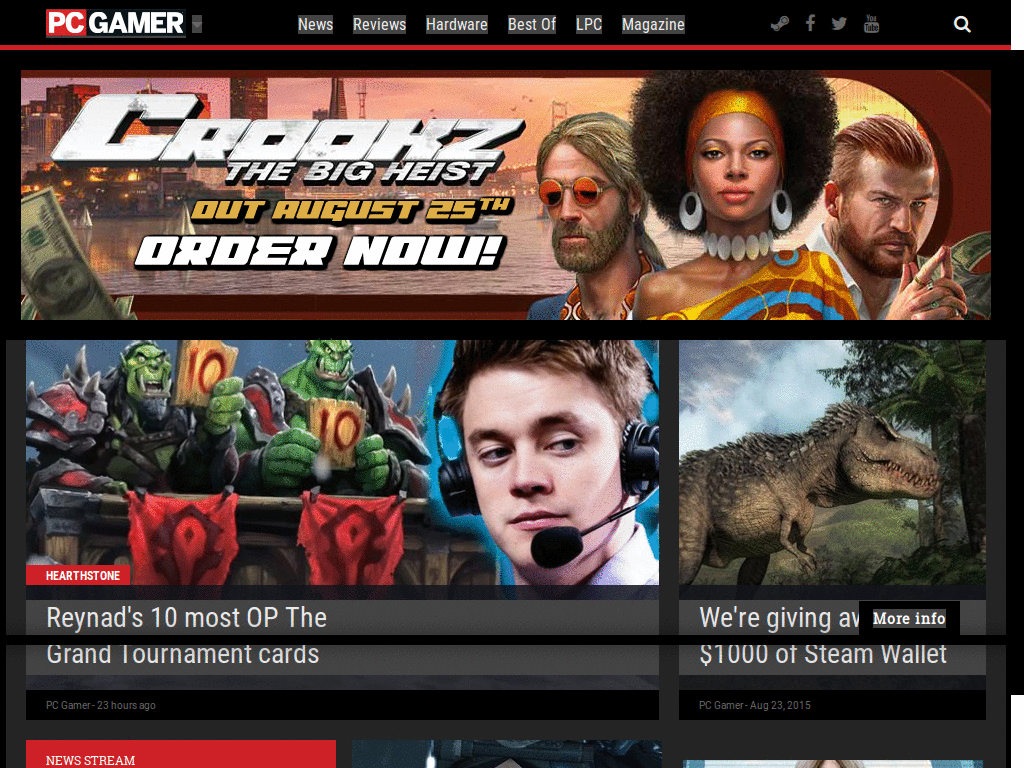 PC GAMER
News Reviews Hardware Best Of LPC Magazine
You Tube
CROOKZ
THE BIG HEIST
OUT AUGUST 25TH
ORDER NOW!
10
10
HEARTHSTONE
Reynad's 10 most OP The
Grand Tournament cards
PC Gamer - 23 hours ago
We're giving
More info
$1000 of Steam Wallet
PC Gamer - Aug 23, 2015
NEWS STREAM